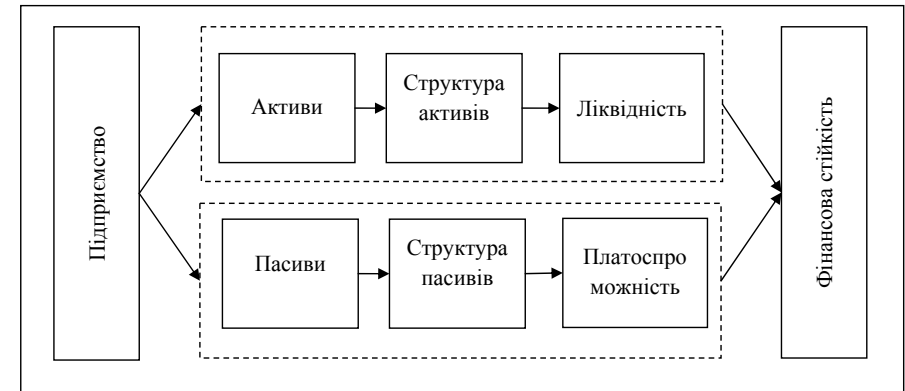 Підприємство
Активи
Структура
активів
Ліквідність
Пасиви
Структура
пасивів
Платоспро
можність
Фінансова стійкість